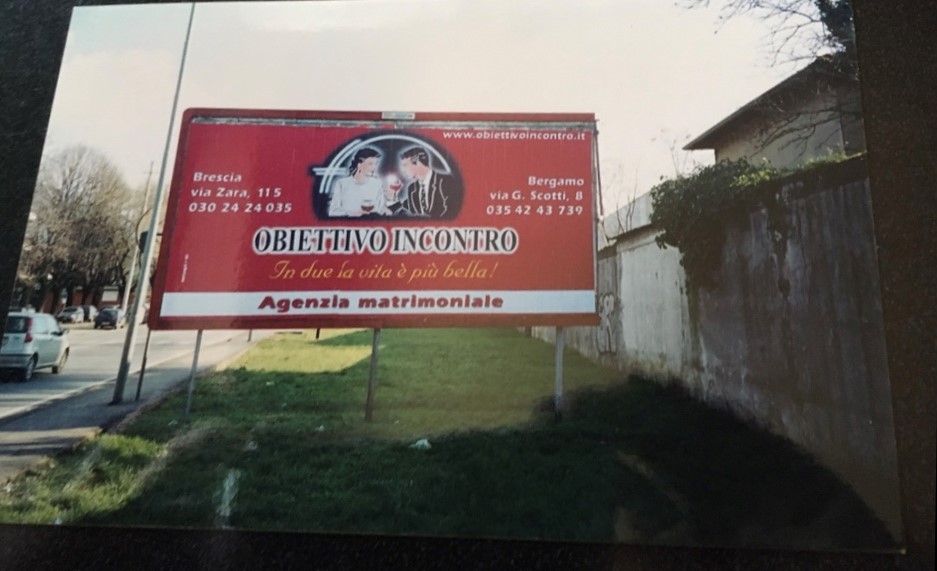 www.obiettivoincontro.it
Brescia
via Zara, 115
030 24 24 035
Bergamo
via G. Scotti, 8
035 42 43 739
OBIETTIVO INCONTRO
In due la vita è più bella!
Agenzia matrimoniale